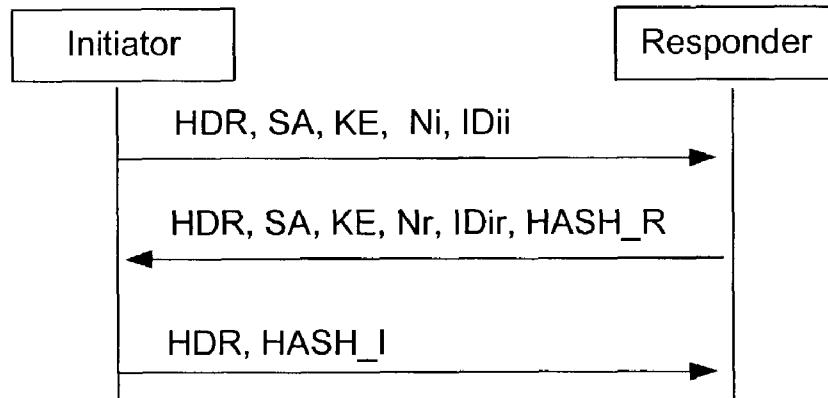 Initiator
Responder
HDR, SA, KE, Ni, IDii
HDR, SA, KE, Nr, IDir, HASH_R
HDR, HASH_I